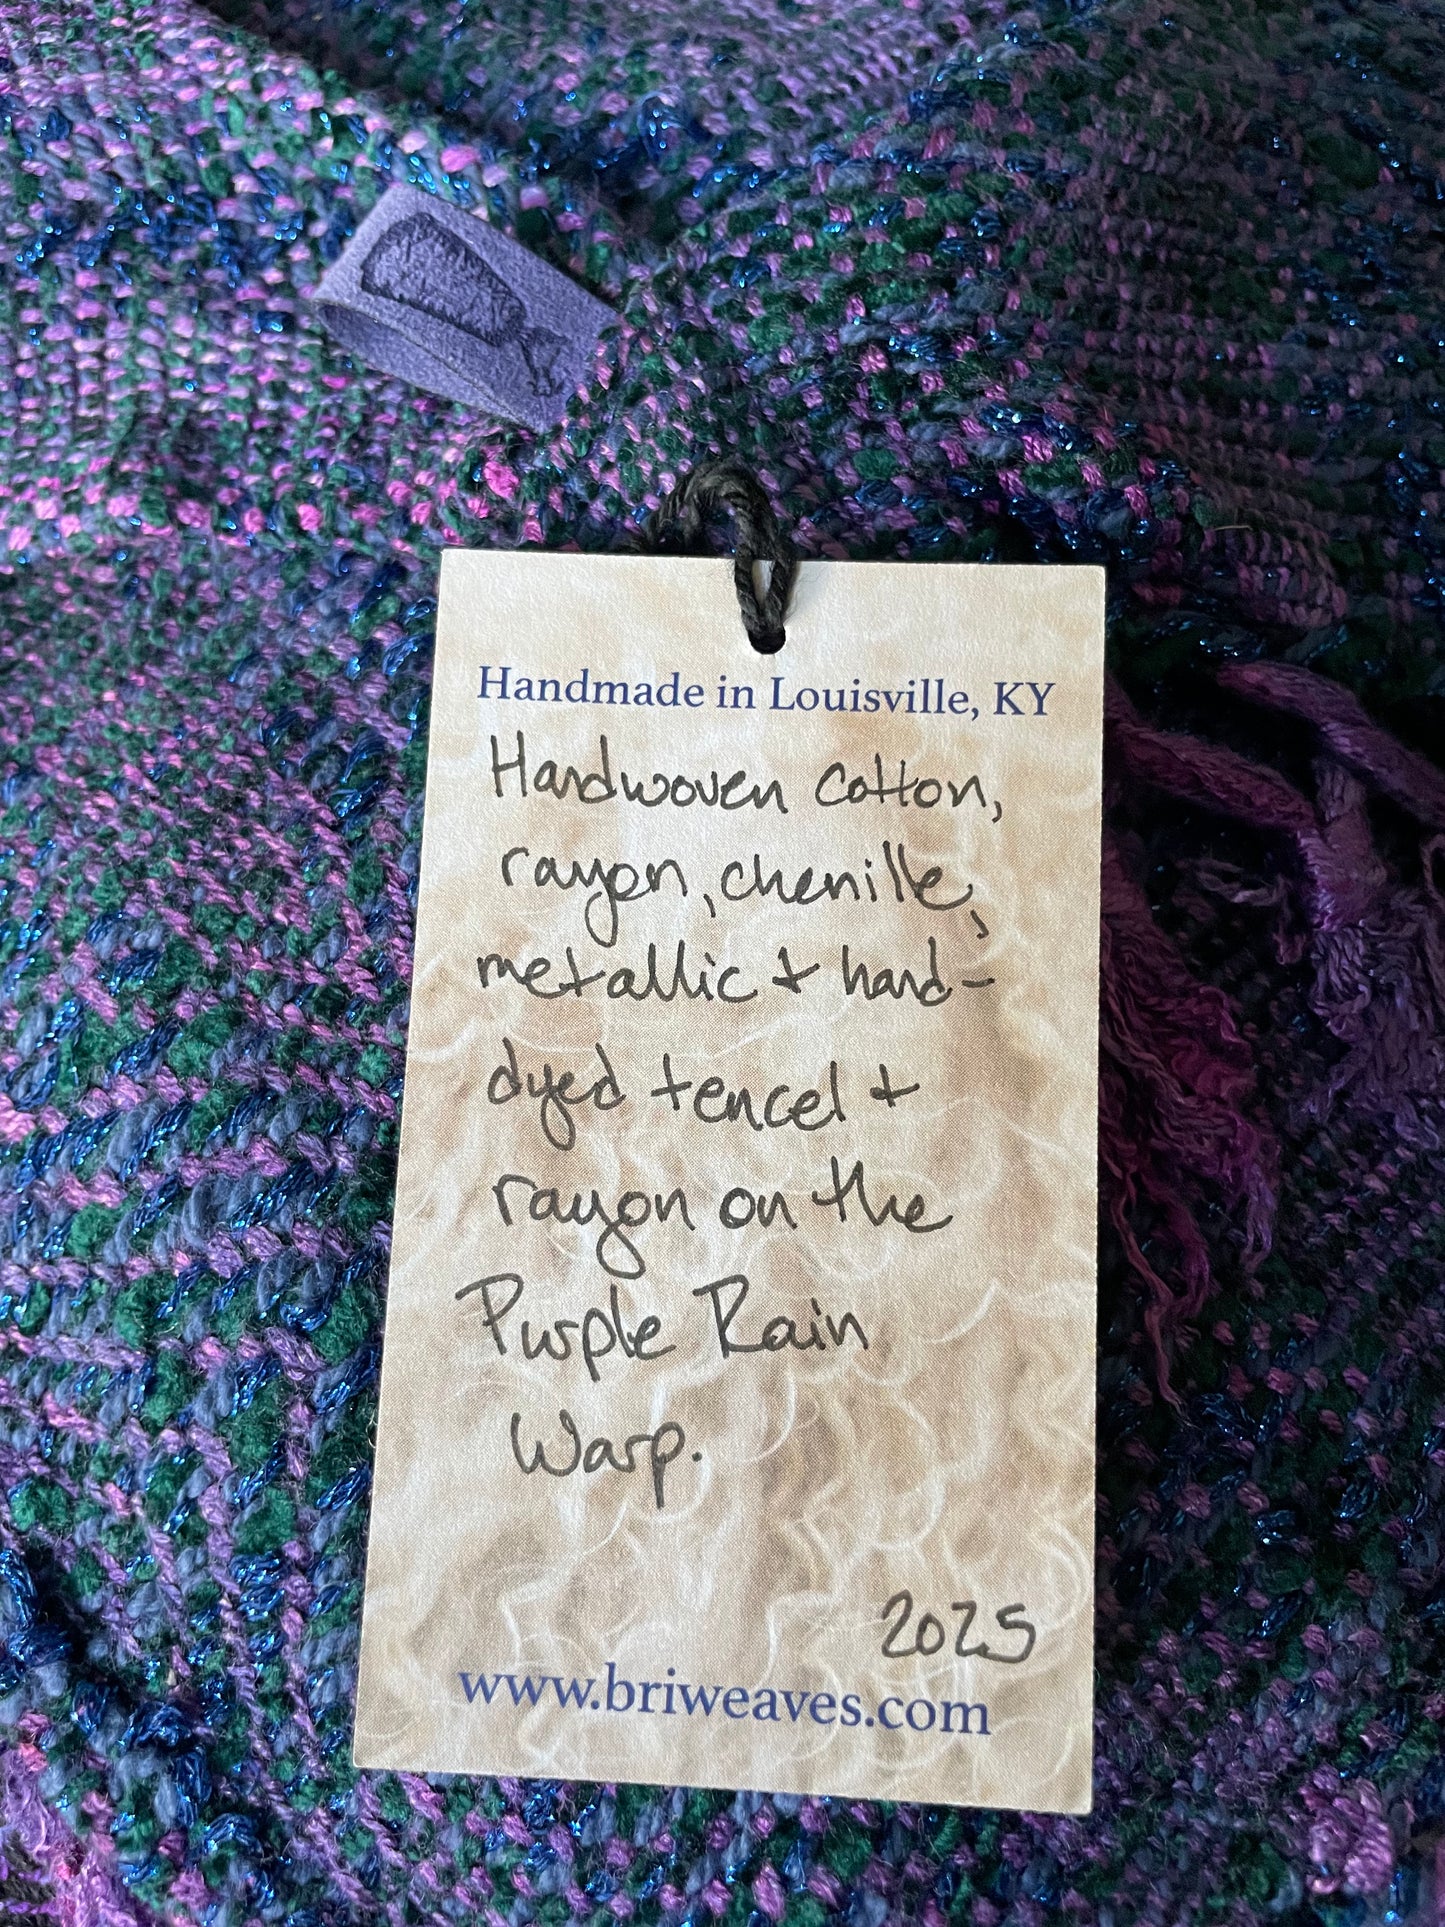 Handmade in Louisville, KY
Handwoven cotton,
rayon, chenille,
metallic + hand-
dyed tencel +
rayon on the
Purple Rain
Warp.
2025
www.briweaves.com